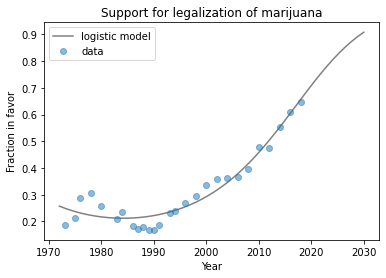 Support for legalization of marijuana
logistic model
data
0.9
0.8
0.7
0.6
0.5
0.4
0.3
0.2
Fraction in favor
1970 1980 1990 2000 2010 2020 2030
Year